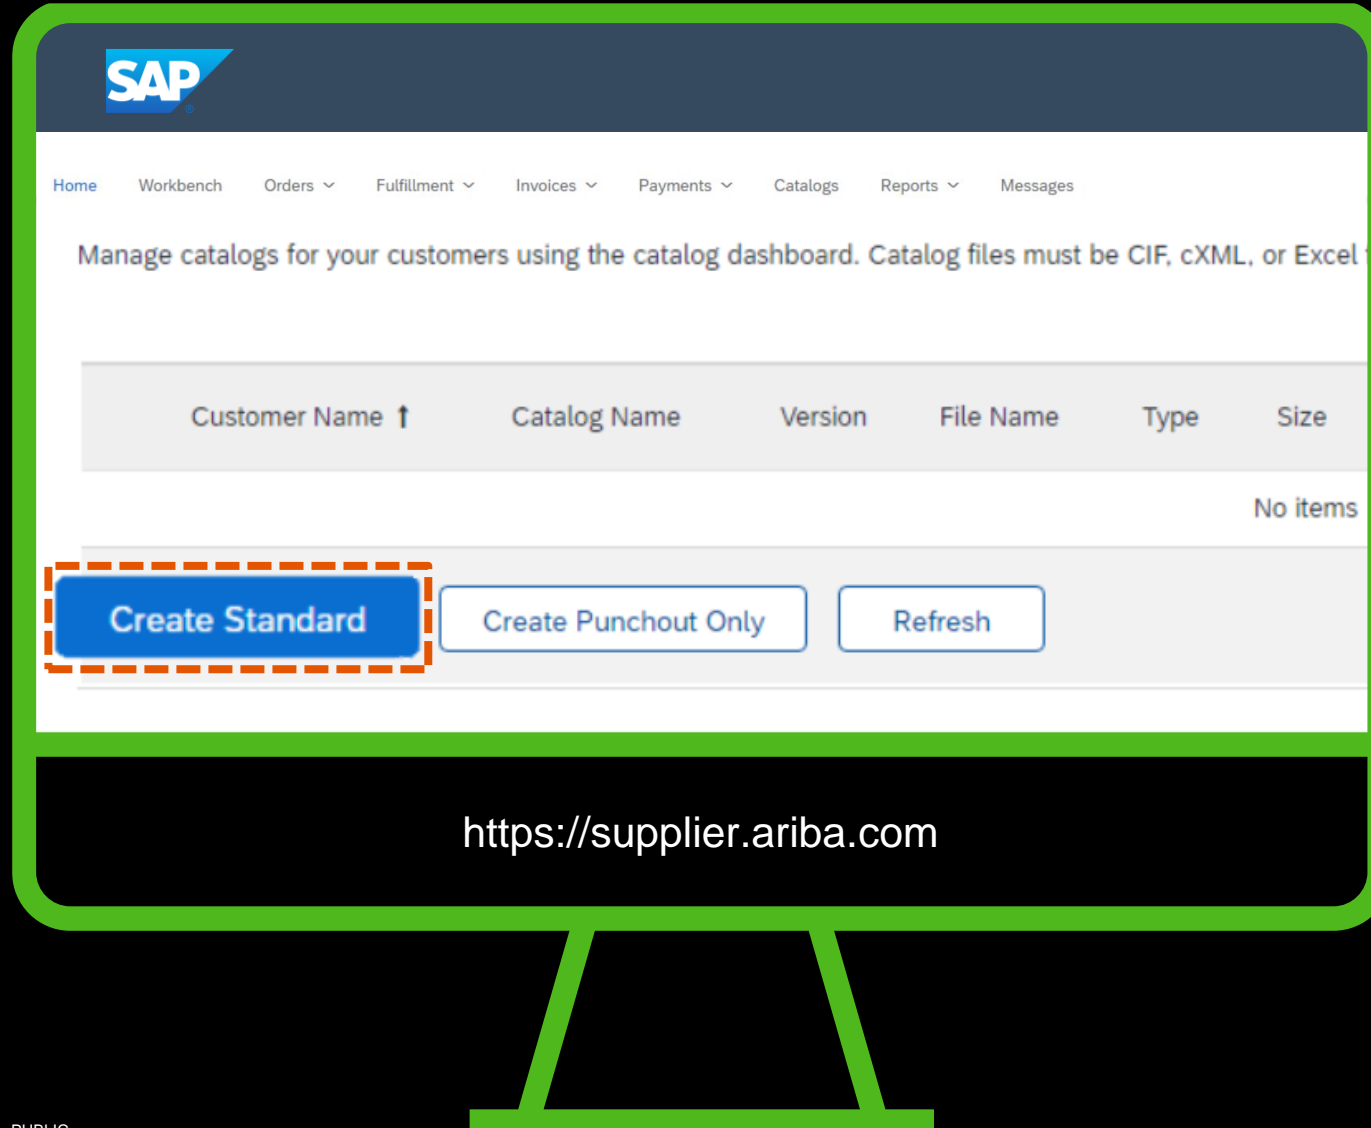 SAP
Home Workbench Orders Fulfillment Invoices Payments Catalogs Reports Messages
Manage catalogs for your customers using the catalog dashboard. Catalog files must be CIF, cXML, or Excel
Customer Name ↑ Catalog Name Version File Name Type Size
No items
Create Standard Create Punchout Only Refresh
https://supplier.ariba.com
PUBLIC